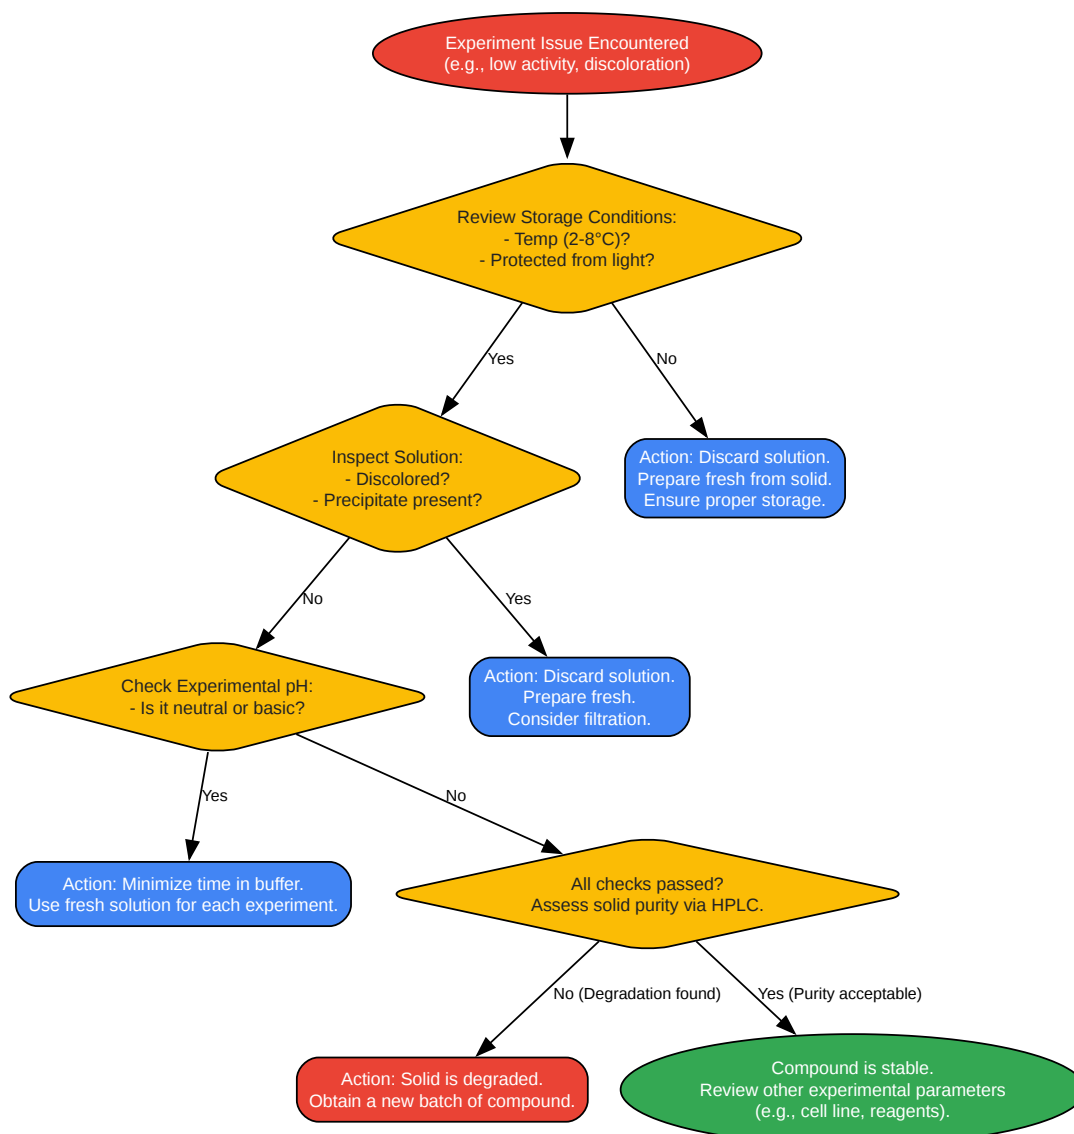 Experiment Issue Encountered
(e.g., low activity, discoloration)
Review Storage Conditions:
- Temp (2-8°C)?
- Protected from light?
Yes
No
Inspect Solution:
- Discolored?
- Precipitate present?
Action: Discard solution.
Prepare fresh from solid.
Ensure proper storage.
No
Yes
Check Experimental pH:
- Is it neutral or basic?
Action: Discard solution.
Prepare fresh.
Consider filtration.
Yes
No
Action: Minimize time in buffer.
Use fresh solution for each experiment.
All checks passed?
Assess solid purity via HPLC.
No (Degradation found)
Yes (Purity acceptable)
Action: Solid is degraded.
Obtain a new batch of compound.
Compound is stable.
Review other experimental parameters
(e.g., cell line, reagents).